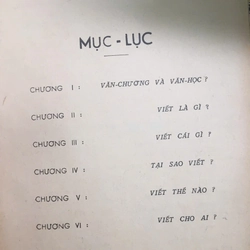 MỤC - LỤC
CHƯƠNG I : VĂN-CHƯƠNG VÀ VĂN-HỌC ?
CHƯƠNG II : VIẾT LÀ GÌ ?
CHƯƠNG III : VIẾT CÁI GÌ ?
CHƯƠNG IV : TẠI SAO VIẾT ?
CHƯƠNG V : VIẾT THẾ NÀO ?
CHƯƠNG VI : VIẾT CHO AI ?